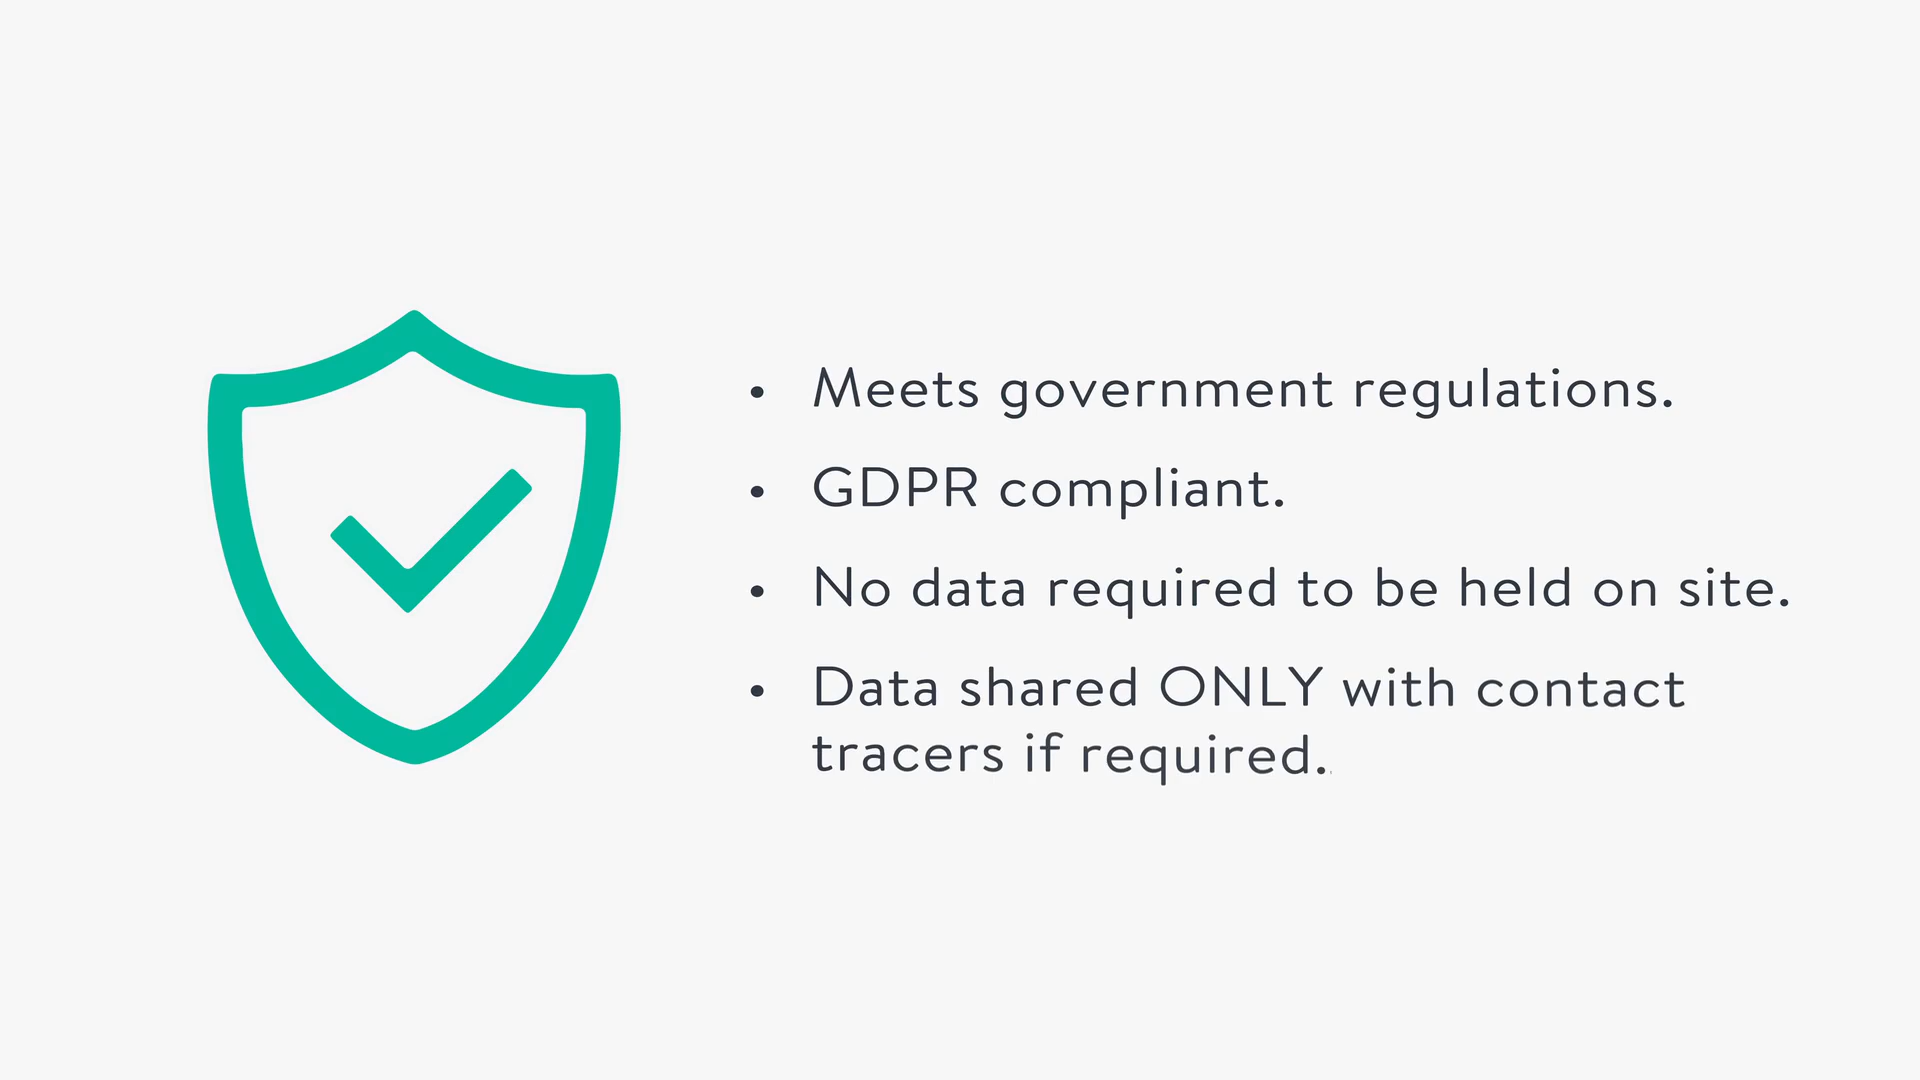 • Meets government regulations.
• GDPR compliant.
• No data required to be held on site.
• Data shared ONLY with contact
tracers if required.